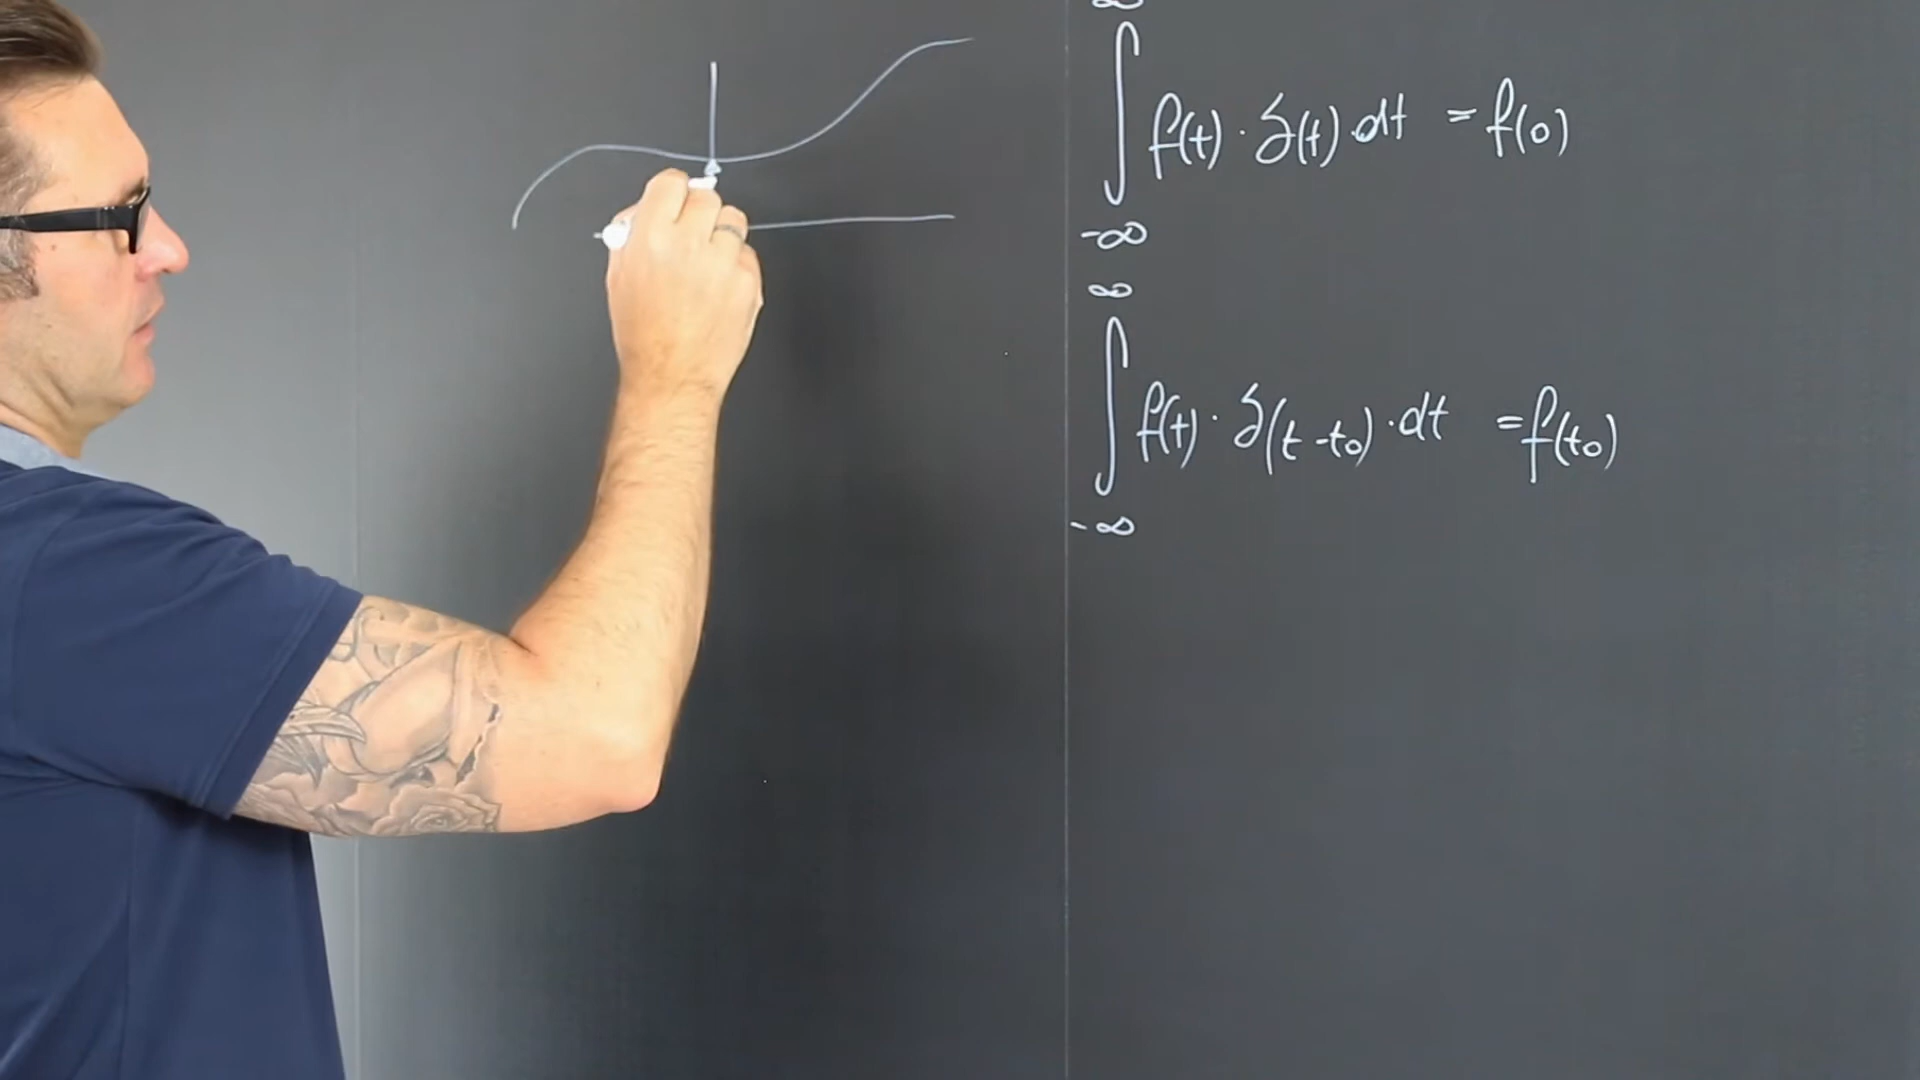 ∞
∫ f(t) · δ(t) · dt = f(0)
-∞
∞
∫ f(t) · δ(t - t₀) · dt = f(t₀)
-∞